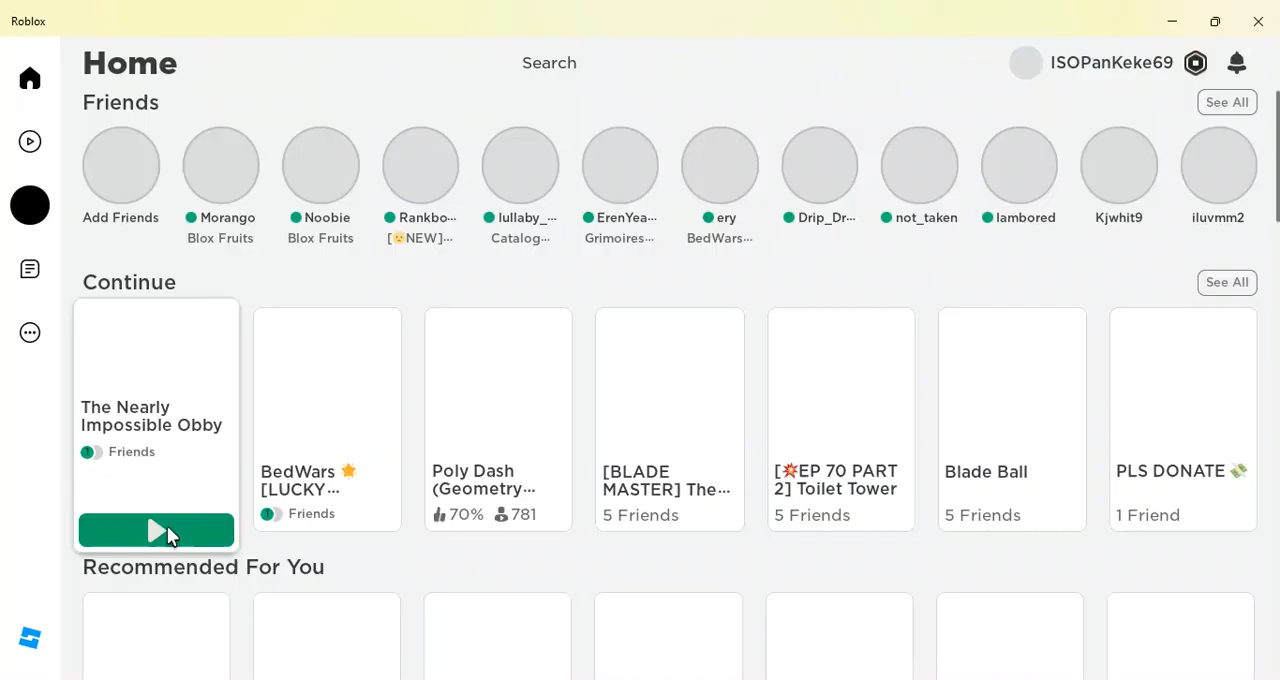 Roblox
Home
Search
ISOPanKeke69
Friends
See All
Add Friends
Morango
Noobie
Rankbo...
lullaby_...
ErenYea...
ery
Drip_Dr...
not_taken
lambored
Kjwhit9
iluvmm2
Blox Fruits
Blox Fruits
[🌝NEW]...
Catalog...
Grimoires...
BedWars...
Continue
See All
The Nearly
Impossible Obby
1 Friends
BedWars 🌟
[LUCKY...
1 Friends
Poly Dash
(Geometry...
70% 781
[BLADE
MASTER] The...
5 Friends
[💥EP 70 PART
2] Toilet Tower
5 Friends
Blade Ball
5 Friends
PLS DONATE 💸
1 Friend
Recommended For You